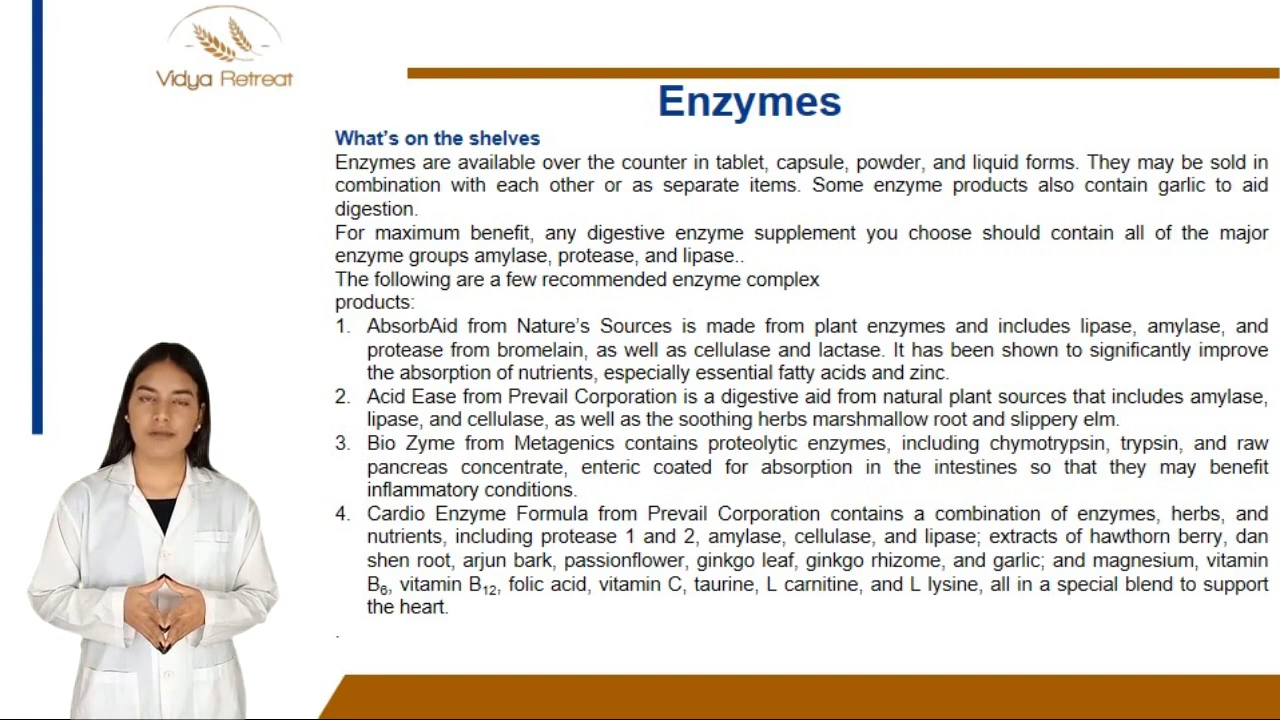 Vidya Retreat
Enzymes
What's on the shelves
Enzymes are available over the counter in tablet, capsule, powder, and liquid forms. They may be sold in
combination with each other or as separate items. Some enzyme products also contain garlic to aid
digestion.
For maximum benefit, any digestive enzyme supplement you choose should contain all of the major
enzyme groups amylase, protease, and lipase..
The following are a few recommended enzyme complex
products:
1. AbsorbAid from Nature's Sources is made from plant enzymes and includes lipase, amylase, and
protease from bromelain, as well as cellulase and lactase. It has been shown to significantly improve
the absorption of nutrients, especially essential fatty acids and zinc.
2. Acid Ease from Prevail Corporation is a digestive aid from natural plant sources that includes amylase,
lipase, and cellulase, as well as the soothing herbs marshmallow root and slippery elm.
3. Bio Zyme from Metagenics contains proteolytic enzymes, including chymotrypsin, trypsin, and raw
pancreas concentrate, enteric coated for absorption in the intestines so that they may benefit
inflammatory conditions.
4. Cardio Enzyme Formula from Prevail Corporation contains a combination of enzymes, herbs, and
nutrients, including protease 1 and 2, amylase, cellulase, and lipase; extracts of hawthorn berry, dan
shen root, arjun bark, passionflower, ginkgo leaf, ginkgo rhizome, and garlic; and magnesium, vitamin
B₆, vitamin B₁₂, folic acid, vitamin C, taurine, L carnitine, and L lysine, all in a special blend to support
the heart.
.